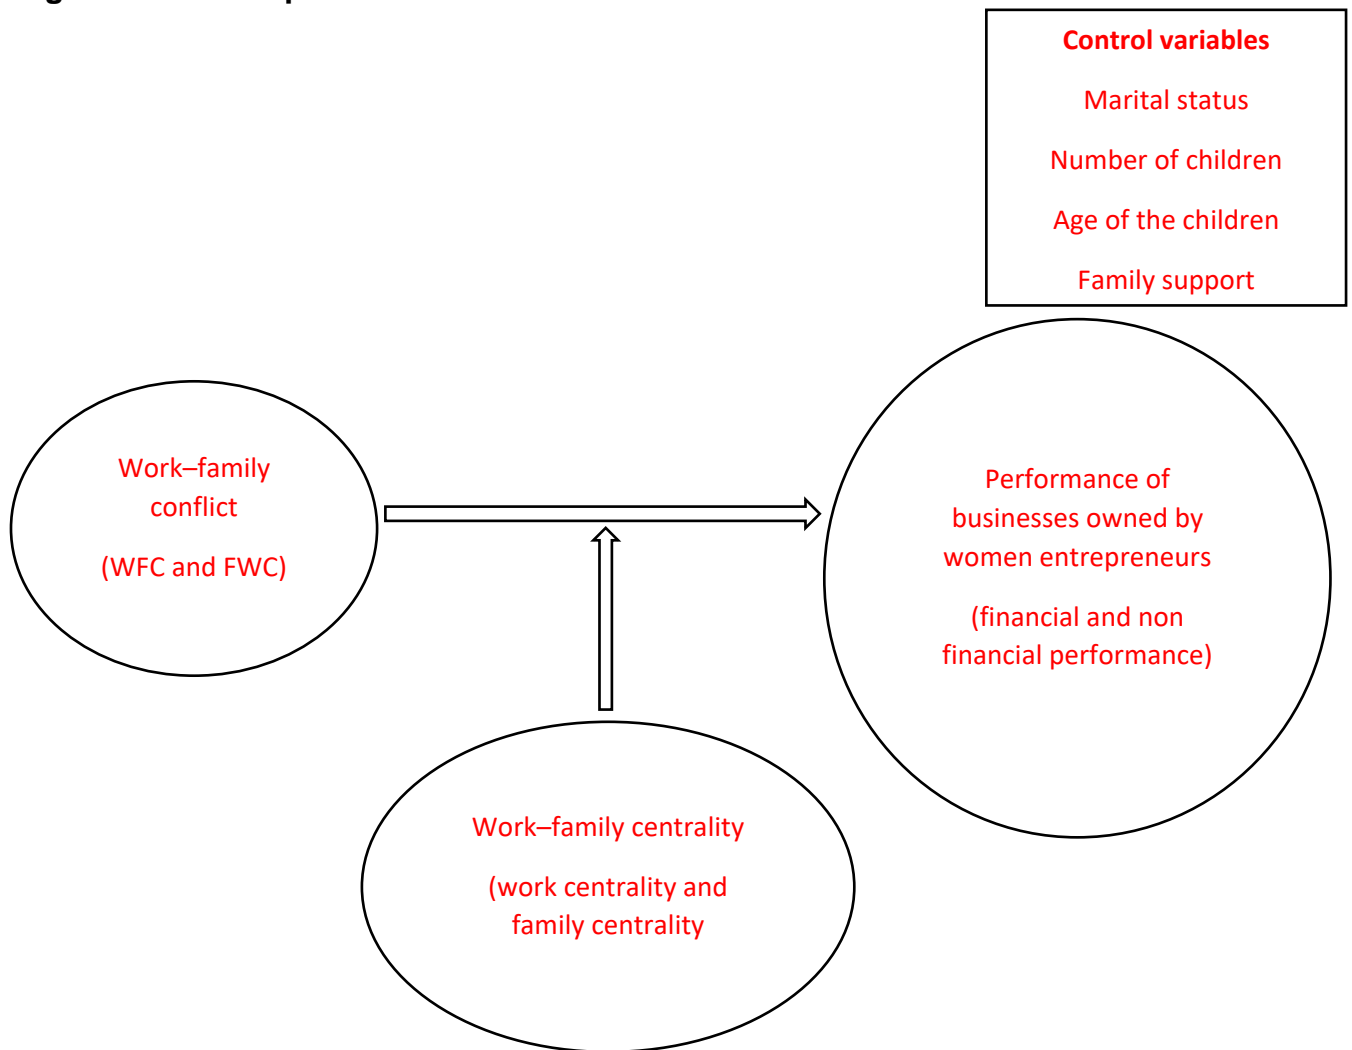 Control variables
Marital status
Number of children
Age of the children
Family support
Work–family
conflict
(WFC and FWC)
Performance of
businesses owned by
women entrepreneurs
(financial and non
financial performance)
Work–family centrality
(work centrality and
family centrality